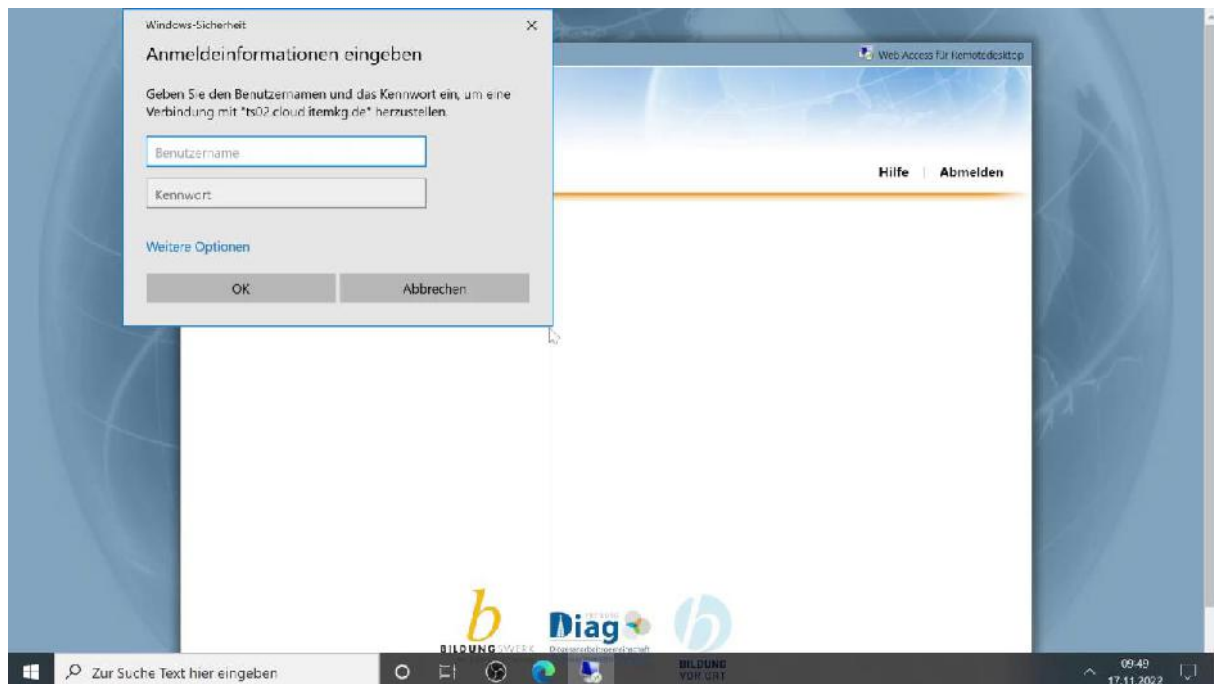 Windows-Sicherheit
Anmeldeinformationen eingeben
Geben Sie den Benutzernamen und das Kennwort ein, um eine
Verbindung mit "ts02.cloud.itemkg.de" herzustellen.
Benutzername
Kennwort
Weitere Optionen
OK
Abbrechen
Web Access für Remotedesktop
Hilfe
Abmelden
b
BILDUNGSWERK
Diag
BILDUNG
VOR ORT
Zur Suche Text hier eingeben
09:49
17.11.2022